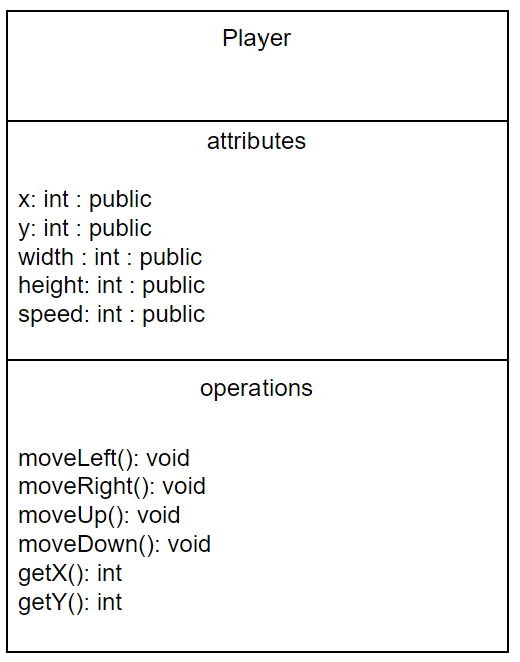 Player
attributes
x: int : public
y: int : public
width : int : public
height: int : public
speed: int : public
operations
moveLeft(): void
moveRight(): void
moveUp(): void
moveDown(): void
getX(): int
getY(): int